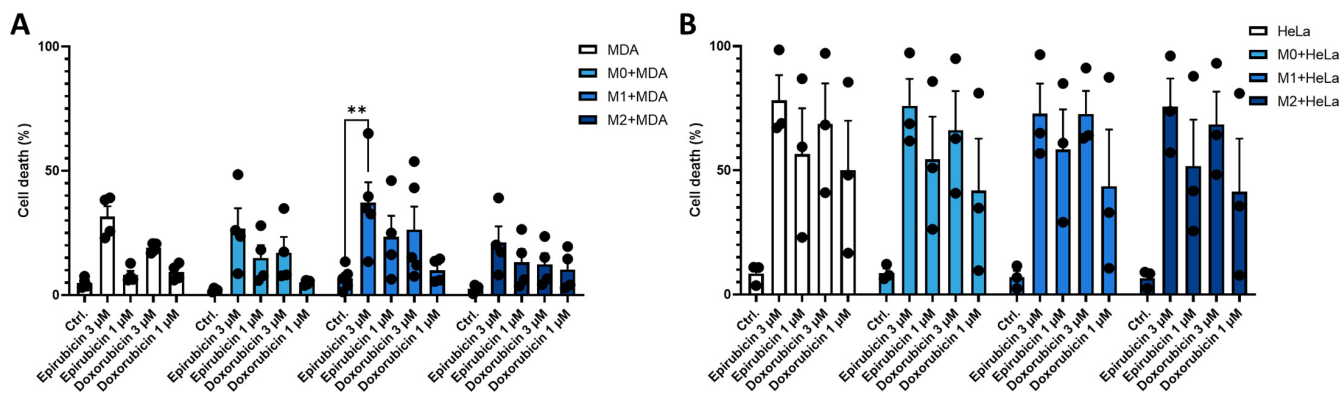 A
100
50
0
Cell death (%)
**
MDA
M0+MDA
M1+MDA
M2+MDA
Ctrl.
Epirubicin 3 µM
Epirubicin 1 µM
Doxorubicin 3 µM
Doxorubicin 1 µM
Ctrl.
Epirubicin 3 µM
Epirubicin 1 µM
Doxorubicin 3 µM
Doxorubicin 1 µM
Ctrl.
Epirubicin 3 µM
Epirubicin 1 µM
Doxorubicin 3 µM
Doxorubicin 1 µM
Ctrl.
Epirubicin 3 µM
Epirubicin 1 µM
Doxorubicin 3 µM
Doxorubicin 1 µM
B
100
50
0
Cell death (%)
HeLa
M0+HeLa
M1+HeLa
M2+HeLa
Ctrl.
Epirubicin 3 µM
Epirubicin 1 µM
Doxorubicin 3 µM
Doxorubicin 1 µM
Ctrl.
Epirubicin 3 µM
Epirubicin 1 µM
Doxorubicin 3 µM
Doxorubicin 1 µM
Ctrl.
Epirubicin 3 µM
Epirubicin 1 µM
Doxorubicin 3 µM
Doxorubicin 1 µM
Ctrl.
Epirubicin 3 µM
Epirubicin 1 µM
Doxorubicin 3 µM
Doxorubicin 1 µM